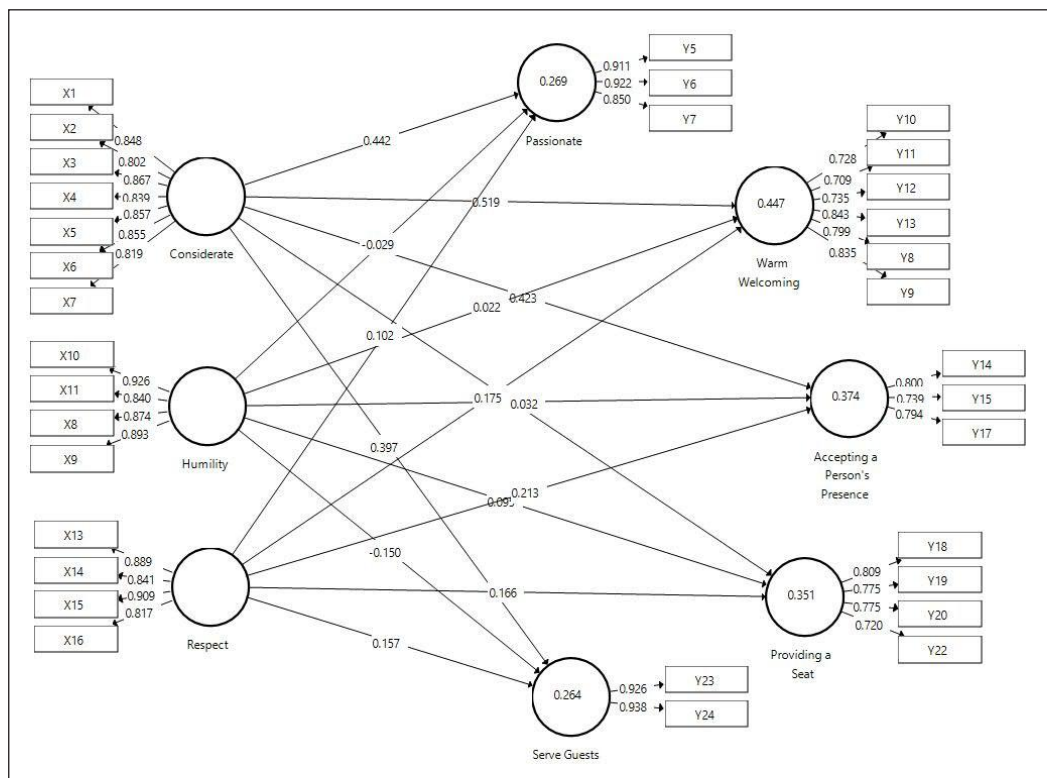 X1
X2
X3
X4
X5
X6
X7
0.848
0.802
0.867
0.839
0.857
0.855
0.819
Considerate
X10
X11
X8
X9
0.926
0.840
0.874
0.893
Humility
X13
X14
X15
X16
0.889
0.841
0.909
0.817
Respect
0.442
0.519
-0.029
0.423
0.022
0.102
0.175
0.032
0.397
0.213
-0.150
0.166
0.157
0.269
Passionate
0.911
0.922
0.850
Y5
Y6
Y7
0.447
Warm
Welcoming
0.728
0.709
0.735
0.843
0.799
0.835
Y10
Y11
Y12
Y13
Y8
Y9
0.374
Accepting a
Person's
Presence
0.800
0.739
0.794
Y14
Y15
Y17
0.351
Providing a
Seat
0.809
0.775
0.775
0.720
Y18
Y19
Y20
Y22
0.264
Serve Guests
0.926
0.938
Y23
Y24